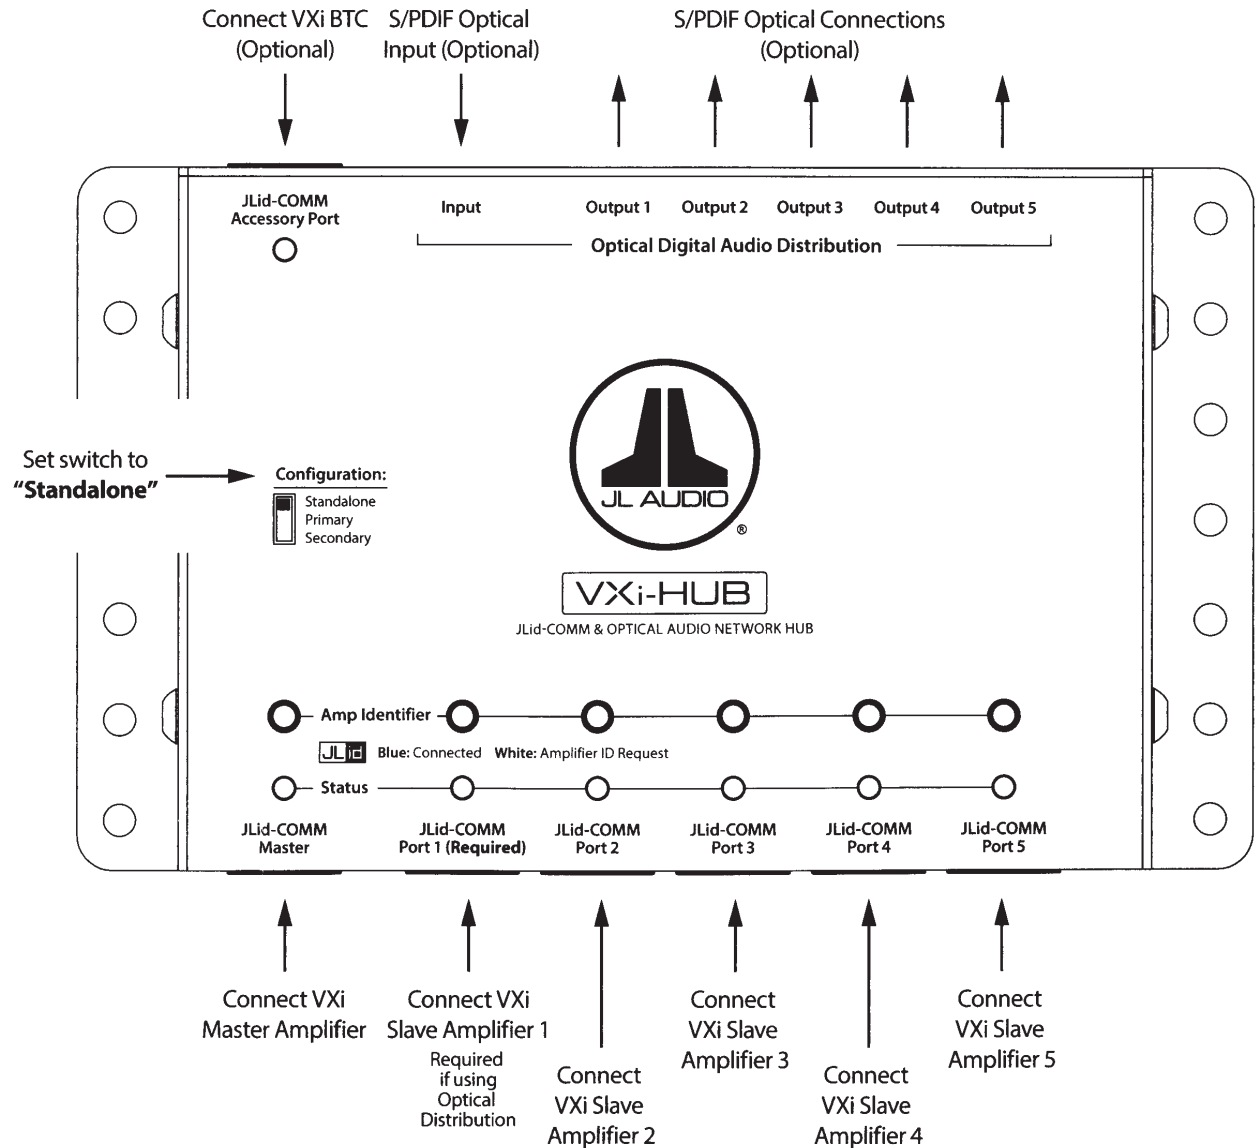 Connect VXi BTC
(Optional)
S/PDIF Optical
Input (Optional)
S/PDIF Optical Connections
(Optional)
JLid-COMM
Accessory Port
Input
Output 1
Output 2
Output 3
Output 4
Output 5
Optical Digital Audio Distribution
Set switch to
"Standalone"
Configuration:
Standalone
Primary
Secondary
JL AUDIO
®
VXi-HUB
JLid-COMM & OPTICAL AUDIO NETWORK HUB
Amp Identifier
JLid Blue: Connected White: Amplifier ID Request
Status
JLid-COMM
Master
JLid-COMM
Port 1 (Required)
JLid-COMM
Port 2
JLid-COMM
Port 3
JLid-COMM
Port 4
JLid-COMM
Port 5
Connect VXi
Master Amplifier
Connect VXi
Slave Amplifier 1
Required
if using
Optical
Distribution
Connect
VXi Slave
Amplifier 2
Connect
VXi Slave
Amplifier 3
Connect
VXi Slave
Amplifier 4
Connect
VXi Slave
Amplifier 5